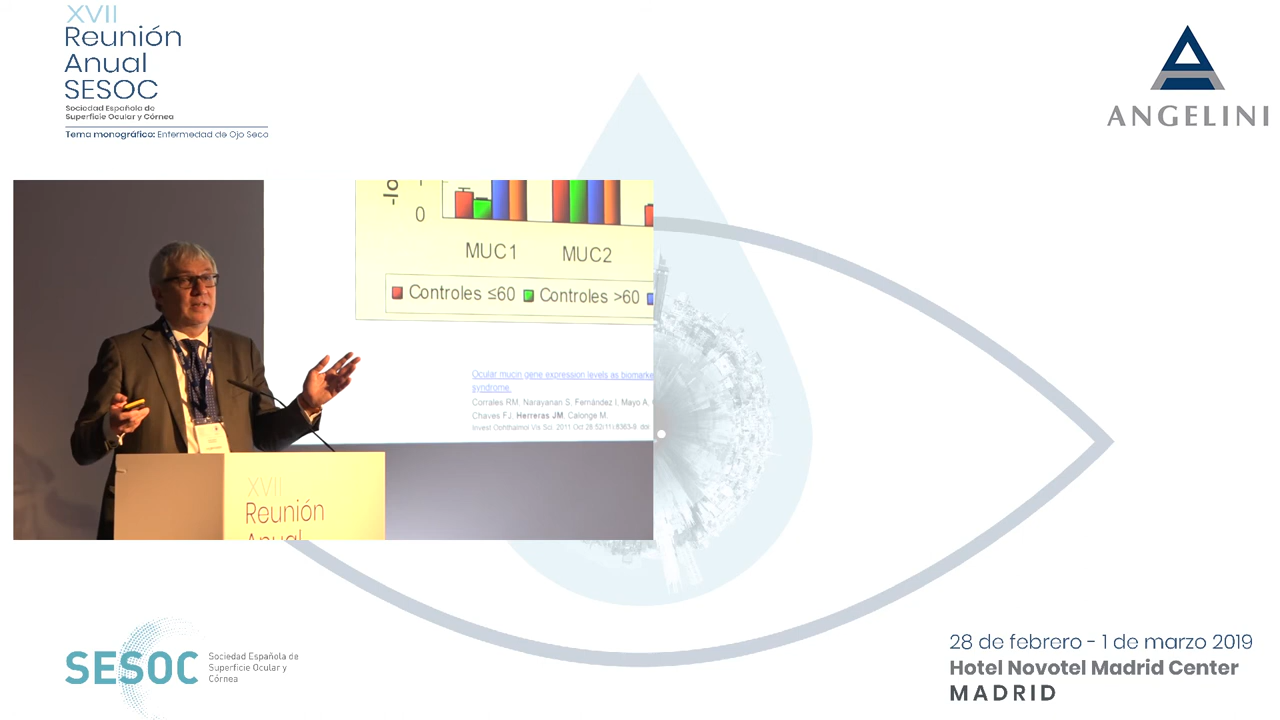 XVII
Reunión
Anual
SESOC
Sociedad Española de
Superficie Ocular y Córnea
Tema monográfico: Enfermedad de Ojo Seco
ANGELINI
0
MUC1
MUC2
Controles ≤60
Controles >60
Ocular mucin gene expression levels as
syndrome.
Corrales RM, Narayanan S, Fernández I, Mayo A,
Chaves FJ, Herreras JM, Calonge M.
Invest Ophthalmol Vis Sci. 2011 Oct 28;52(11):8363-9. doi
XVII
Reunión
Anual
SESOC
Sociedad Española de
Superficie Ocular y
Córnea
28 de febrero - 1 de marzo 2019
Hotel Novotel Madrid Center
MADRID